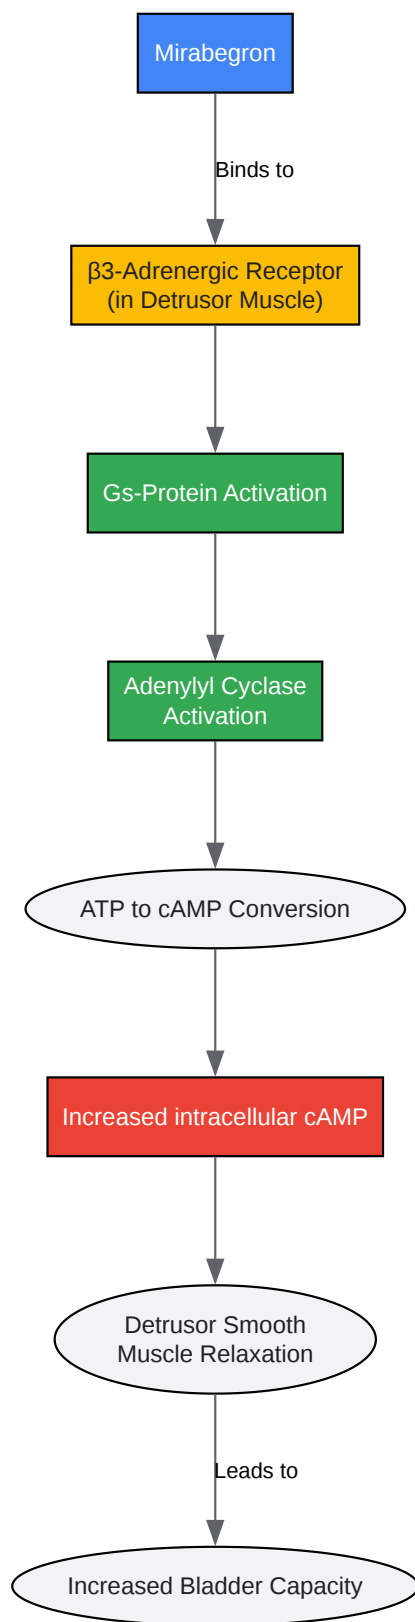 Mirabegron
Binds to
β3-Adrenergic Receptor
(in Detrusor Muscle)
Gs-Protein Activation
Adenylyl Cyclase
Activation
ATP to cAMP Conversion
Increased intracellular cAMP
Detrusor Smooth
Muscle Relaxation
Leads to
Increased Bladder Capacity